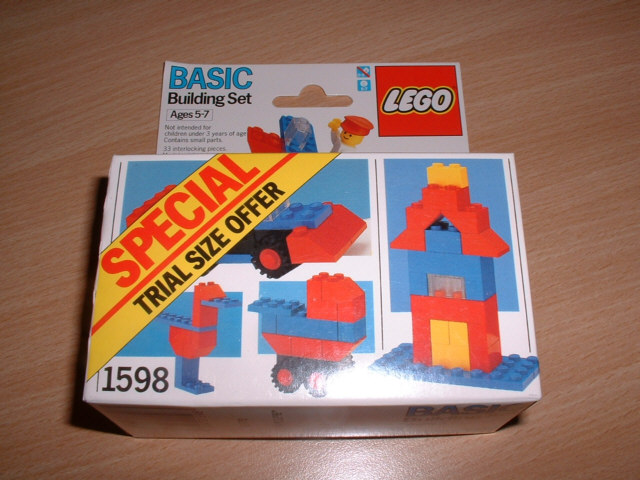 BASIC
Building Set
Ages 5-7
Not intended for
children under 3 years of age
Contains small parts.
33 interlocking pieces.
LEGO
SPECIAL
TRIAL SIZE OFFER
1598
BASIC